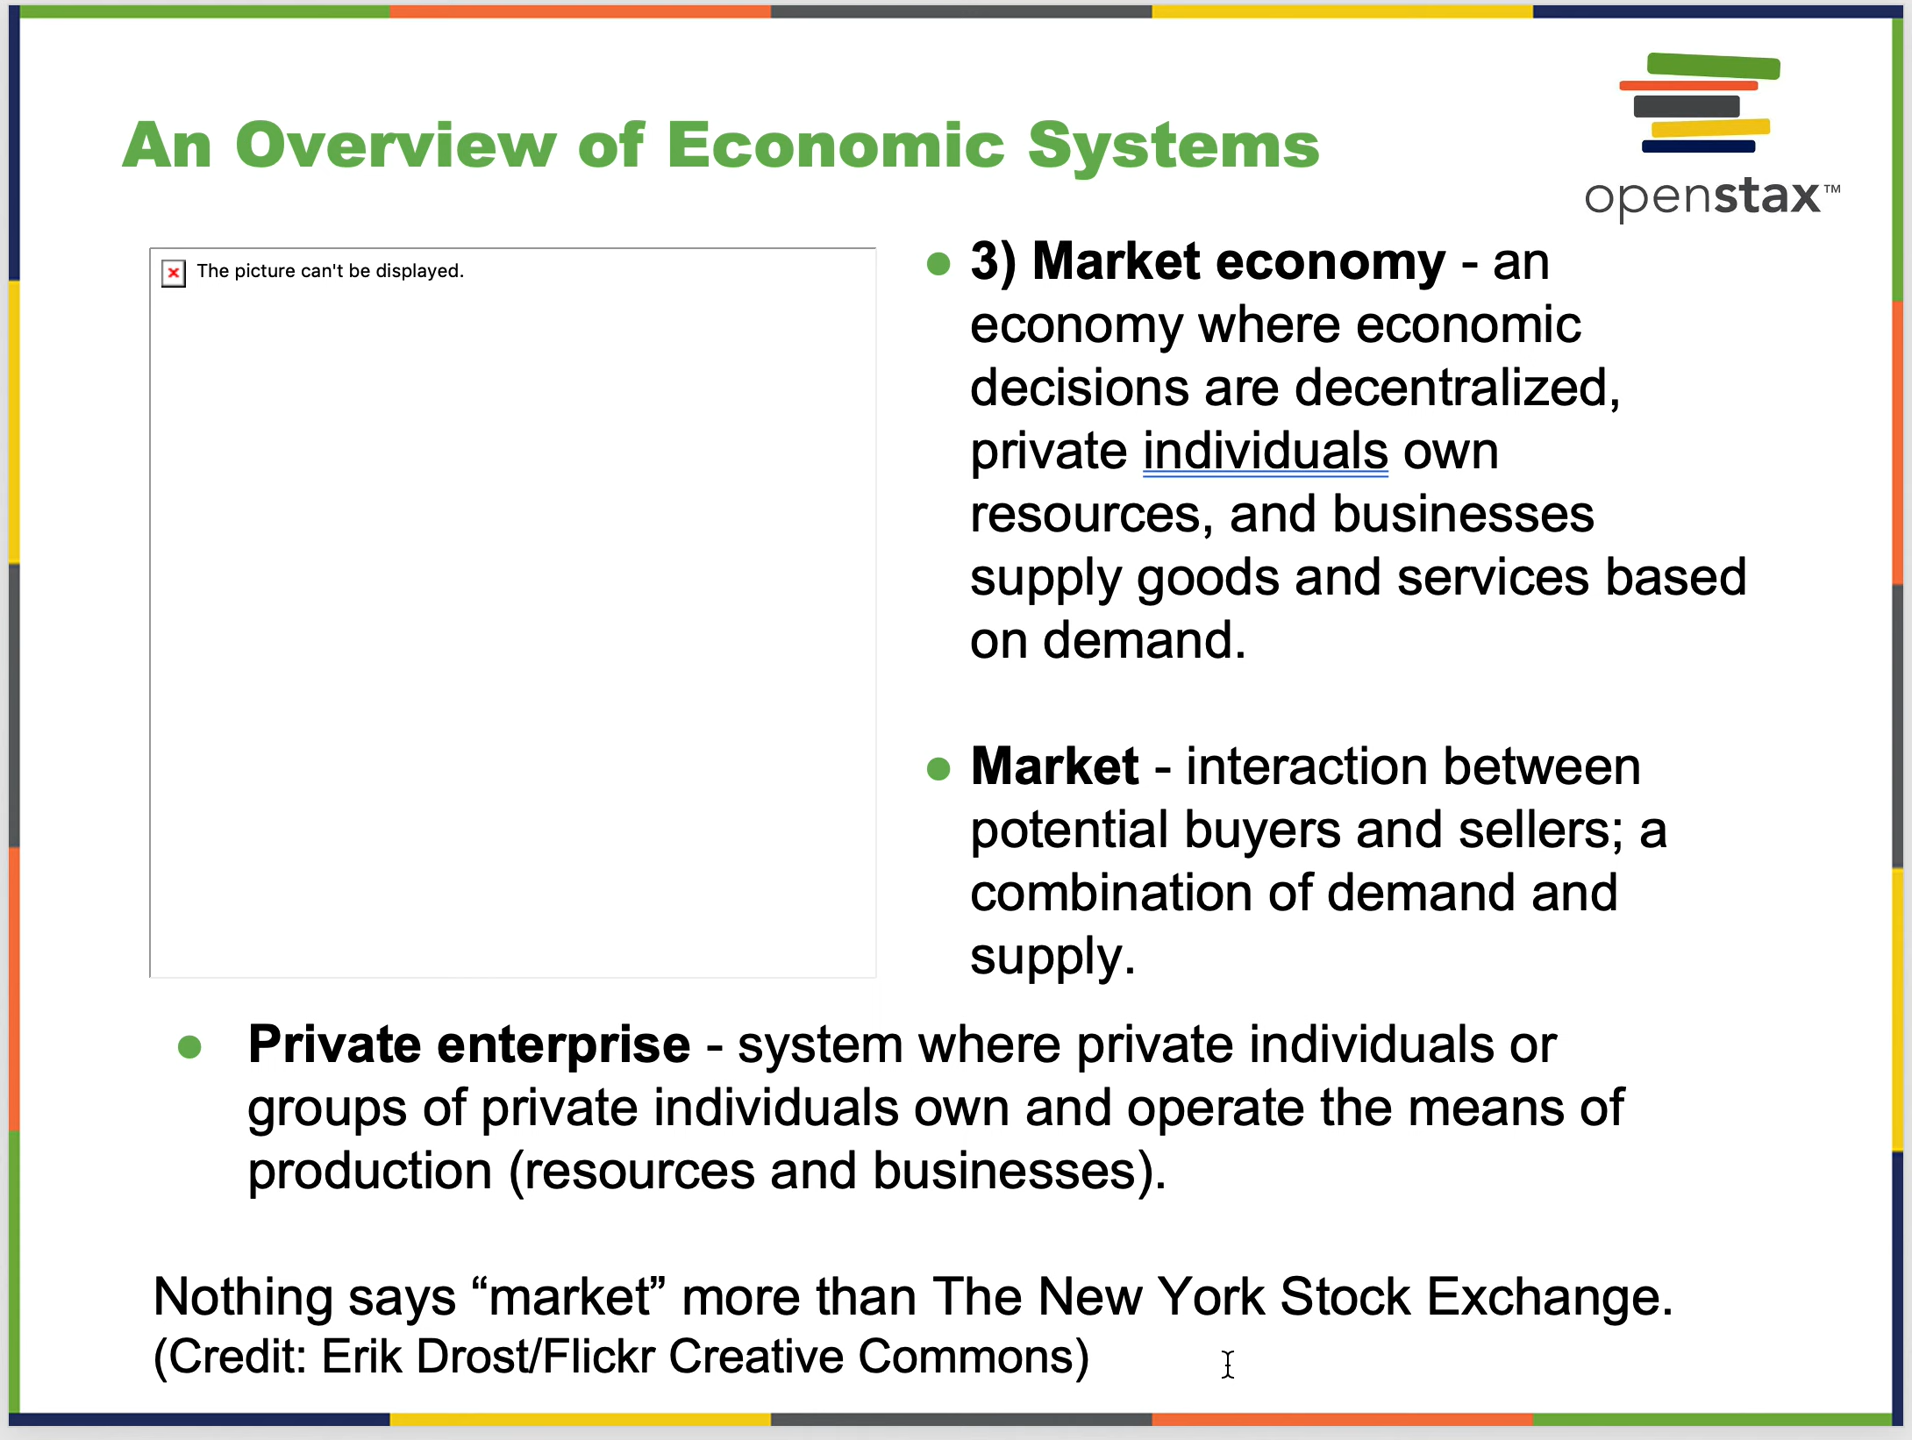 An Overview of Economic Systems
openstax™
The picture can't be displayed.
● 3) Market economy - an
economy where economic
decisions are decentralized,
private individuals own
resources, and businesses
supply goods and services based
on demand.
● Market - interaction between
potential buyers and sellers; a
combination of demand and
supply.
● Private enterprise - system where private individuals or
groups of private individuals own and operate the means of
production (resources and businesses).
Nothing says “market” more than The New York Stock Exchange.
(Credit: Erik Drost/Flickr Creative Commons)